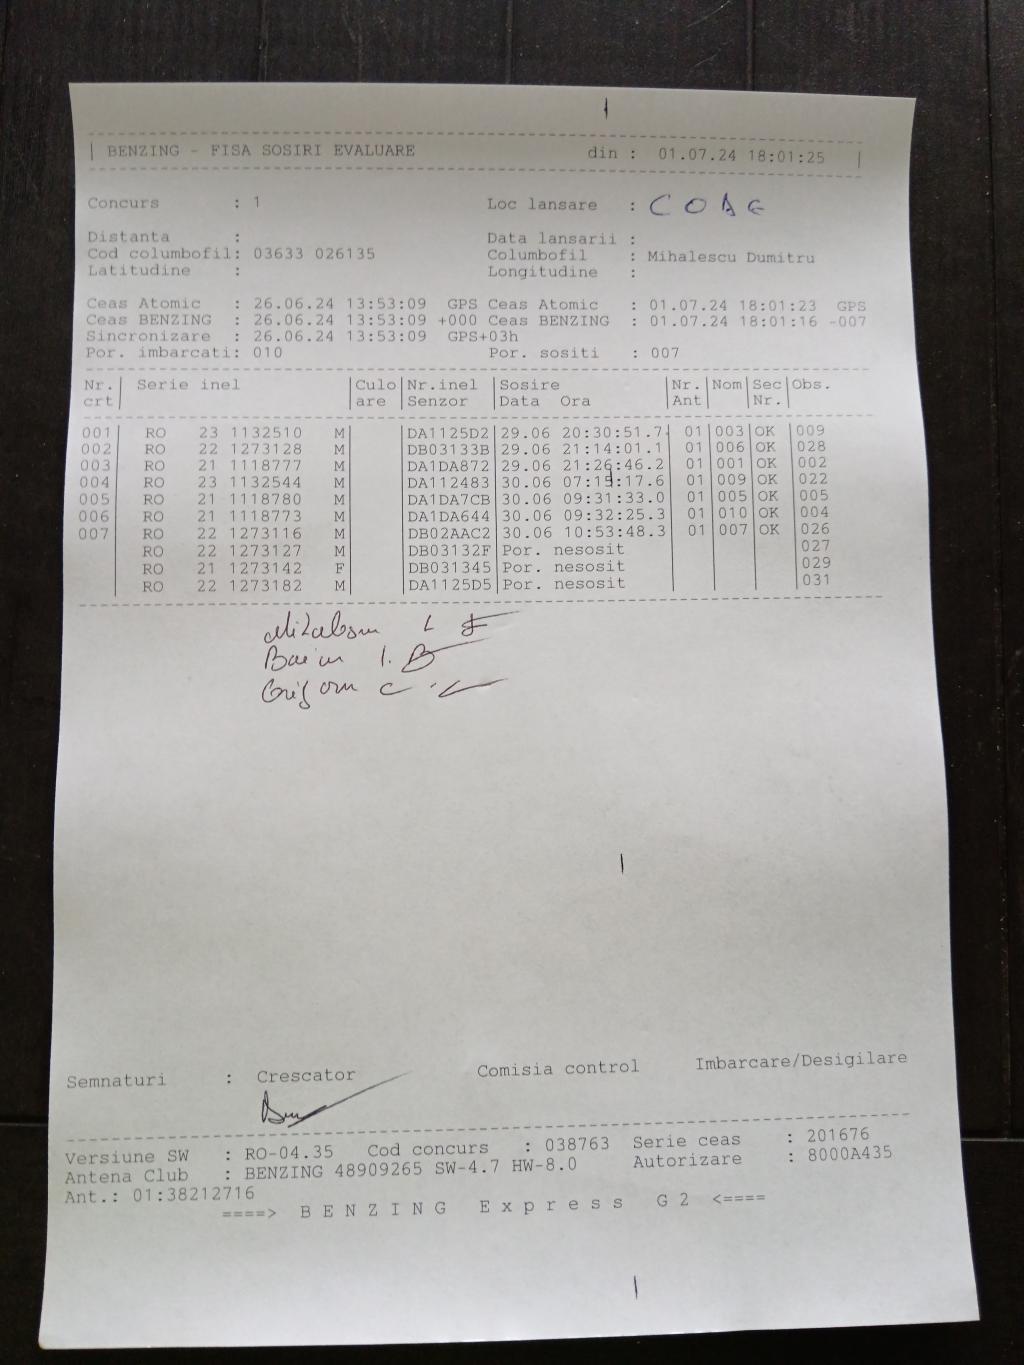 BENZING - FISA SOSIRI EVALUARE din : 01.07.24 18:01:25
Concurs : 1 Loc lansare :
Distanta : Data lansarii :
Cod columbofil: 03633 026135 Columbofil : Mihalescu Dumitru
Latitudine : Longitudine :
Ceas Atomic : 26.06.24 13:53:09 GPS Ceas Atomic : 01.07.24 18:01:23 GPS
Ceas BENZING : 26.06.24 13:53:09 +000 Ceas BENZING : 01.07.24 18:01:16 -007
Sincronizare : 26.06.24 13:53:09 GPS+03h
Por. imbarcati: 010 Por. sositi : 007
Nr. Serie inel Culo Nr.inel Sosire Nr. Nom Sec Obs.
crt are Senzor Data Ora Ant Nr.
001 RO 23 1132510 M DA1125D2 29.06 20:30:51.7 01 003 OK 009
002 RO 22 1273128 M DB03133B 29.06 21:14:01.1 01 006 OK 028
003 RO 21 1118777 M DA1DA872 29.06 21:26:46.2 01 001 OK 002
004 RO 23 1132544 M DA112483 30.06 07:15:17.6 01 009 OK 022
005 RO 21 1118780 M DA1DA7CB 30.06 09:31:33.0 01 005 OK 005
006 RO 21 1118773 M DA1DA644 30.06 09:32:25.3 01 010 OK 004
007 RO 22 1273116 M DB02AAC2 30.06 10:53:48.3 01 007 OK 026
RO 22 1273127 M DB03132F Por. nesosit 027
RO 21 1273142 F DB031345 Por. nesosit 029
RO 22 1273182 M DA1125D5 Por. nesosit 031
Semnaturi : Crescator Comisia control Imbarcare/Desigilare
Versiune SW : RO-04.35 Cod concurs : 038763 Serie ceas : 201676
Antena Club : BENZING 48909265 SW-4.7 HW-8.0 Autorizare : 8000A435
Ant.: 01:38212716
====> BENZING Express G2 <====